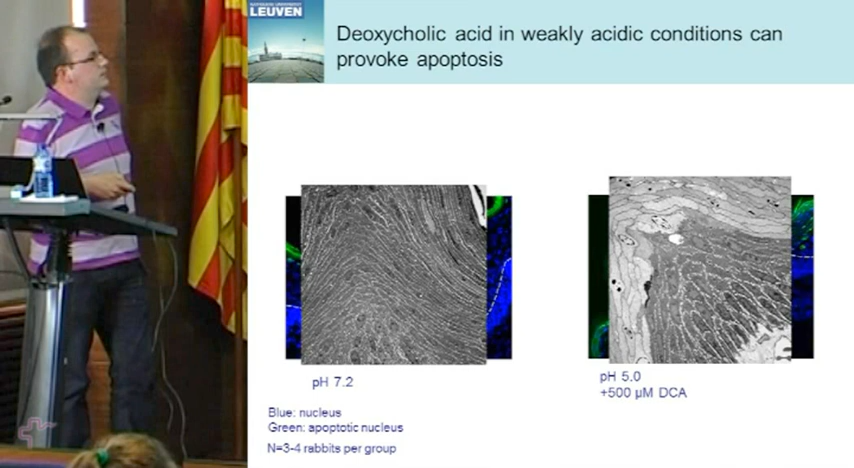 LEUVEN
Deoxycholic acid in weakly acidic conditions can
provoke apoptosis
pH 7.2
pH 5.0
+500 µM DCA
Blue: nucleus
Green: apoptotic nucleus
N=3-4 rabbits per group